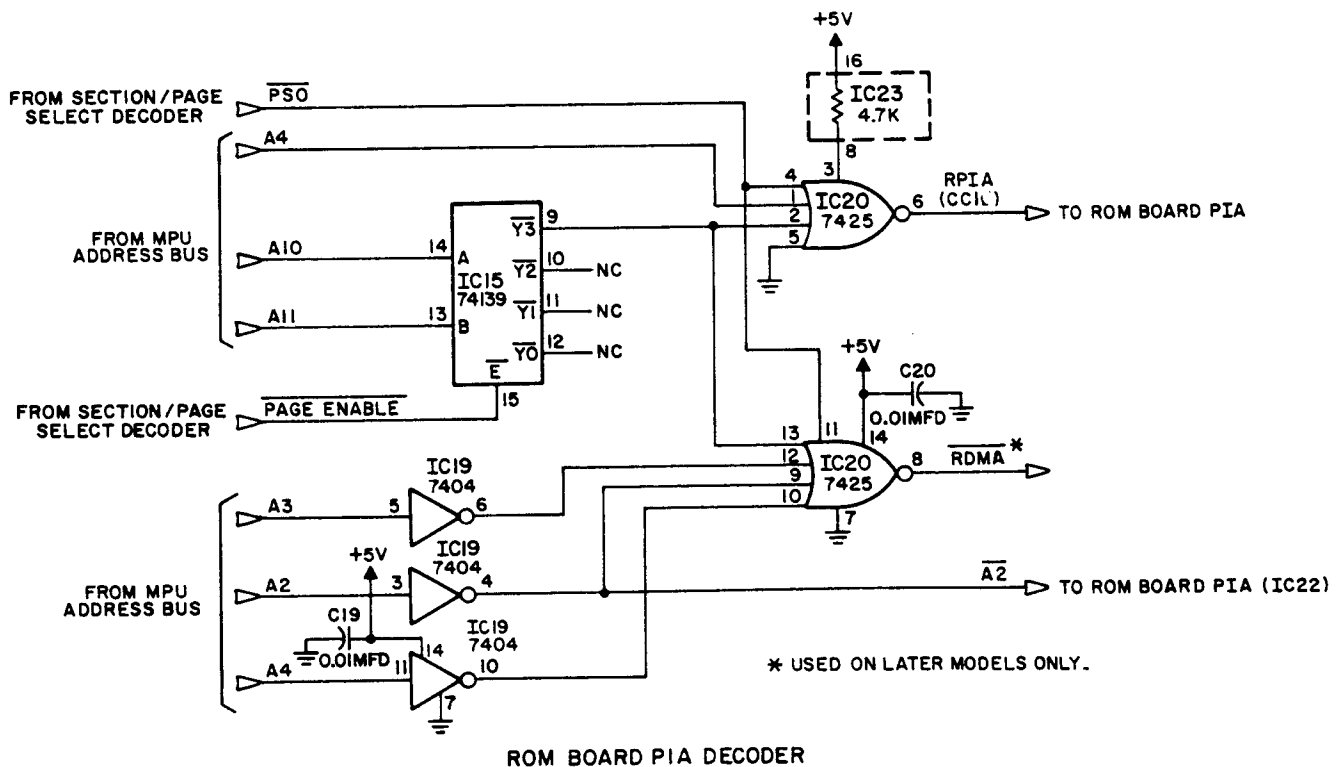 +5V
16
IC23
4.7K
8
FROM SECTION/PAGE
SELECT DECODER
PS0
A4
FROM MPU
ADDRESS BUS
A10
A11
14
A
13
B
IC15
74139
E
15
Y3
9
Y2
10
NC
Y1
11
NC
Y0
12
NC
3
4
1
2
5
IC20
7425
6
RPIA
TO ROM BOARD PIA
FROM SECTION/PAGE
SELECT DECODER
PAGE ENABLE
+5V
C20
0.01MFD
11
14
13
12
9
10
IC20
7425
8
7
RDMA *
FROM MPU
ADDRESS BUS
A3
5
IC19
7404
6
+5V
A2
3
IC19
7404
4
A2
TO ROM BOARD PIA (IC22)
C19
0.01MFD
A4
11
14
IC19
7404
10
7
* USED ON LATER MODELS ONLY.
ROM BOARD PIA DECODER